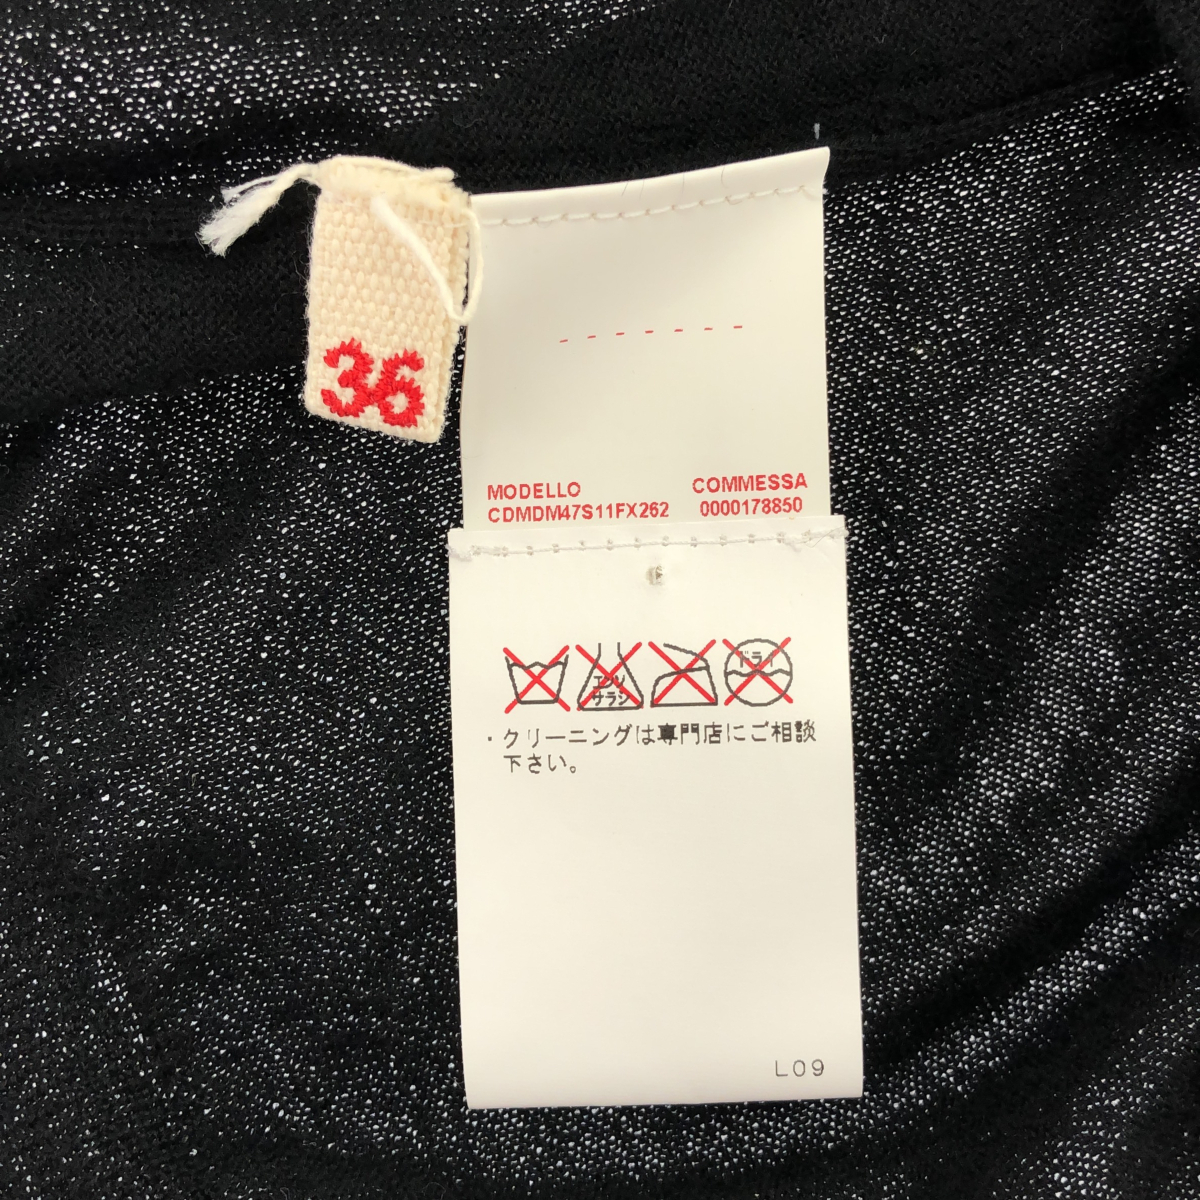 36
MODELLO COMMESSA
CDMDM47S11FX262 0000178850
エンソ
サラシ
ドライ
・クリーニングは専門店にご相談
下さい。
L09